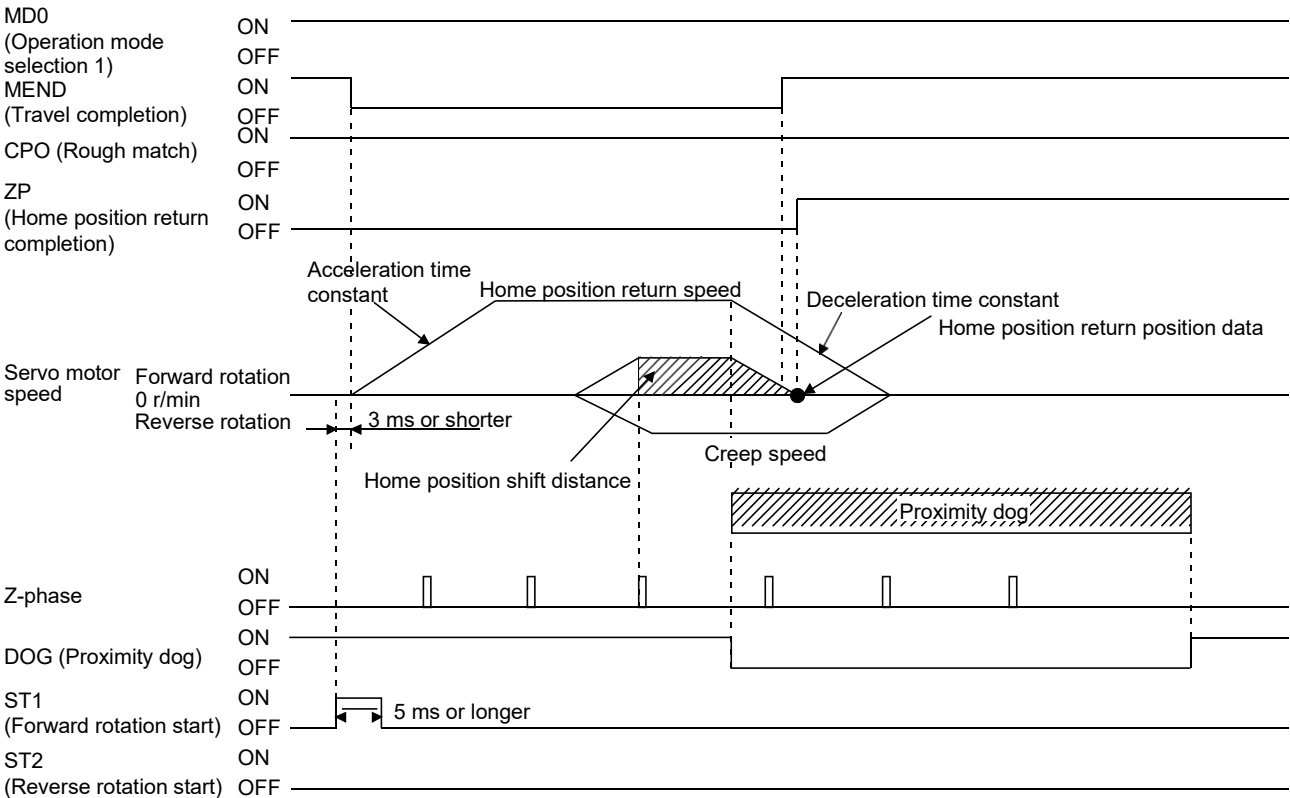 MD0
(Operation mode
selection 1)
ON
OFF
MEND
(Travel completion)
ON
OFF
CPO (Rough match)
ON
OFF
ZP
(Home position return
completion)
ON
OFF
Acceleration time
constant
Home position return speed
Deceleration time constant
Home position return position data
Servo motor
speed
Forward rotation
0 r/min
Reverse rotation
3 ms or shorter
Creep speed
Home position shift distance
Proximity dog
Z-phase
ON
OFF
DOG (Proximity dog)
ON
OFF
ST1
(Forward rotation start)
ON
OFF
5 ms or longer
ST2
(Reverse rotation start)
ON
OFF